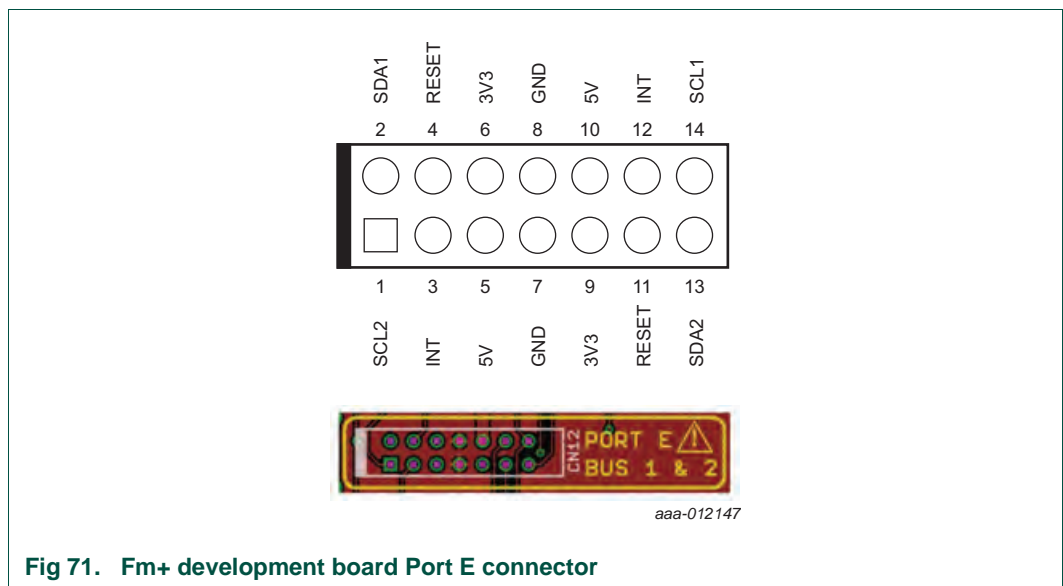 SDA1 RESET 3V3 GND 5V INT SCL1
2 4 6 8 10 12 14
1 3 5 7 9 11 13
SCL2 INT 5V GND 3V3 RESET SDA2
CN12
PORT E
BUS 1 & 2
aaa-012147
Fig 71. Fm+ development board Port E connector